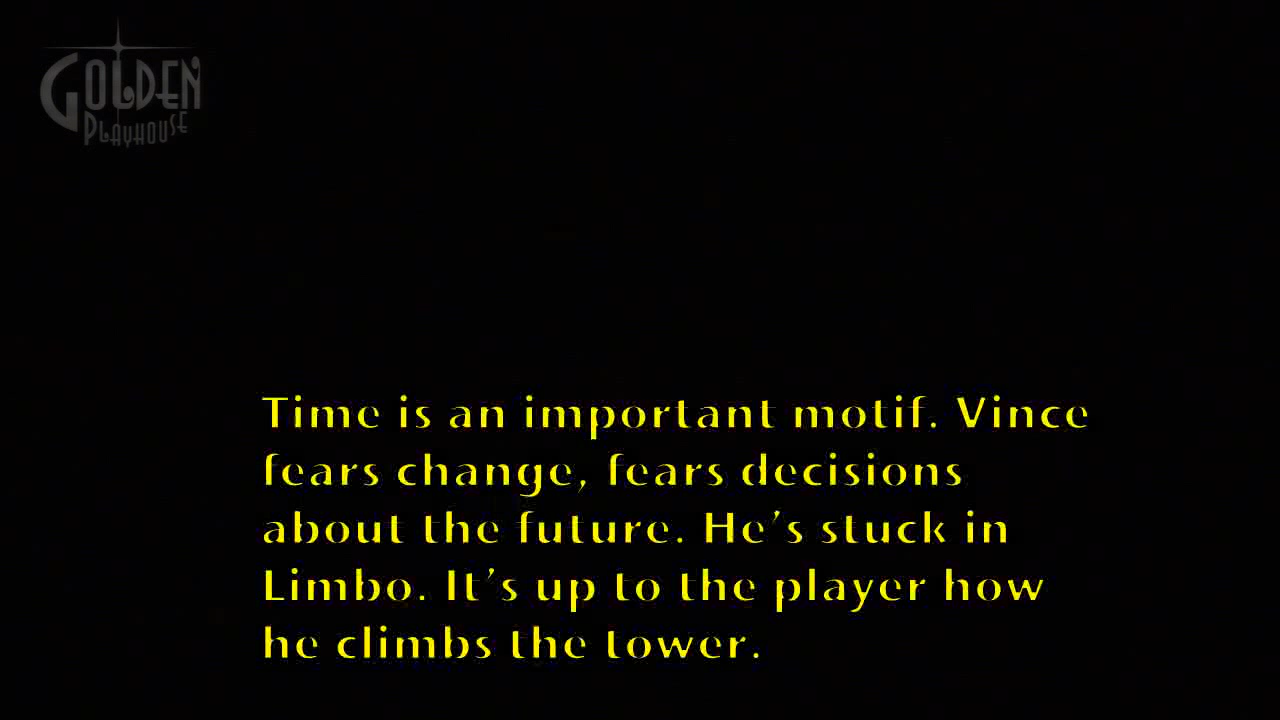 GOLDEN
PLAYHOUSE
Time is an important motif. Vince
fears change, fears decisions
about the future. He's stuck in
Limbo. It's up to the player how
he climbs the tower.